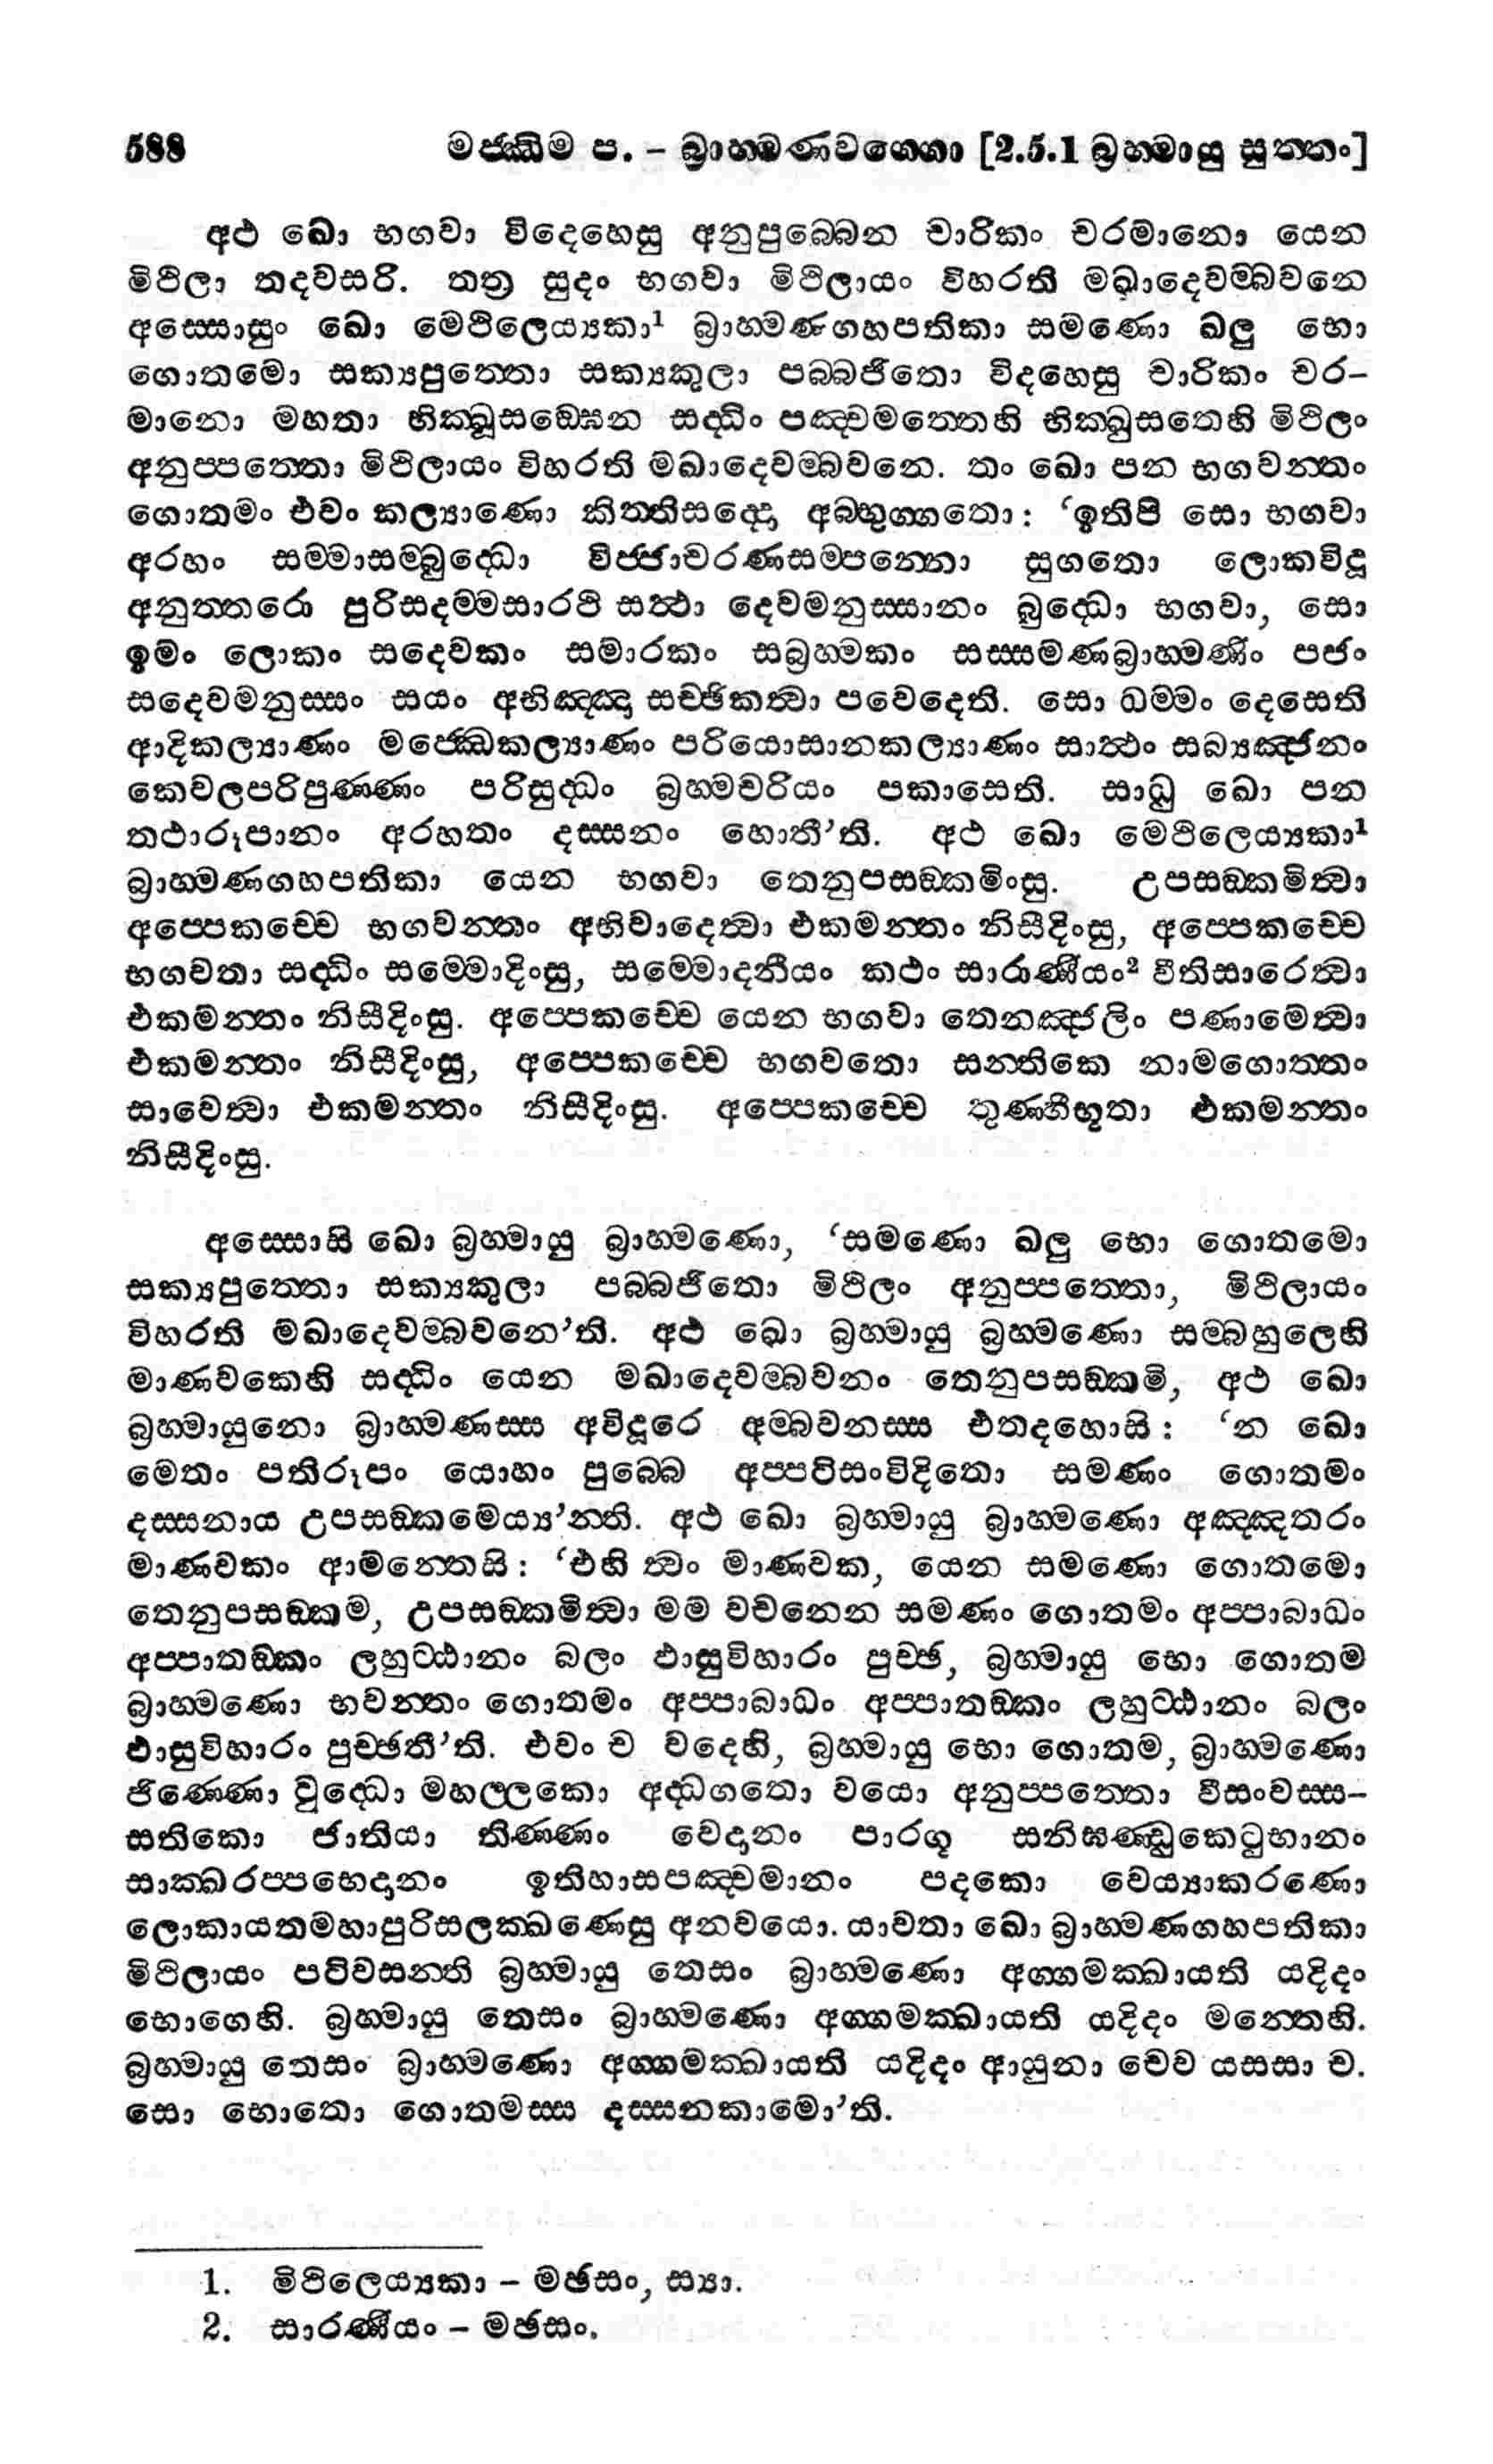 588 මජ්ඣිම ප. – බ්‍රාහ්මණවග්ගො [2.5.1 බ්‍රහ්මායු සුත්තං]
අථ ඛො භගවා විදෙහෙසු අනුපුබ්බෙන චාරිකං චරමානො යෙන
මිථිලා තදවසරි. තත්‍ර සුදං භගවා මිථිලායං විහරති මඛාදෙවම්බවනෙ
අස්සොසුං ඛො මෙථිලෙය්‍යකා¹ බ්‍රාහ්මණගහපතිකා සමණො ඛලු භො
ගොතමො සක්‍යපුත්තො සක්‍යකුලා පබ්බජිතො විදහෙසු චාරිකං චර–
මානො මහතා භික්ඛූසඞ්ඝෙන සද්ධිං පඤ්චමත්තෙහි භික්ඛුසතෙහි මිථිලං
අනුප්පත්තො මිථිලායං විහරති මඛාදෙවම්බවනෙ. තං ඛො පන භගවන්තං
ගොතමං එවං කල්‍යාණො කිත්තිසද්දො අබ්භුග්ගතො: ‘ඉතිපි සො භගවා
අරහං සම්මාසම්බුද්ධො විජ්ජාචරණසම්පන්නො සුගතො ලොකවිදූ
අනුත්තරො පුරිසදම්මසාරථි සත්ථා දෙවමනුස්සානං බුද්ධො භගවා, සො
ඉමං ලොකං සදෙවකං සමාරකං සබ්‍රහ්මකං සස්සමණබ්‍රාහ්මණිං පජං
සදෙවමනුස්සං සයං අභිඤ්ඤා සච්ඡිකත්වා පවෙදෙති. සො ධම්මං දෙසෙති
ආදිකල්‍යාණං මජ්ඣෙකල්‍යාණං පරියොසානකල්‍යාණං සාත්ථං සබ්‍යඤ්ජනං
කෙවලපරිපුණ්ණං පරිසුද්ධං බ්‍රහ්මචරියං පකාසෙති. සාධු ඛො පන
තථාරූපානං අරහතං දස්සනං හොතී’ති. අථ ඛො මෙථිලෙය්‍යකා¹
බ්‍රාහ්මණගහපතිකා යෙන භගවා තෙනුපසඞ්කමිංසු. උපසඞ්කමිත්වා
අප්පෙකච්චෙ භගවන්තං අභිවාදෙත්වා එකමන්තං නිසීදිංසු, අප්පෙකච්චෙ
භගවතා සද්ධිං සම්මොදිංසු, සම්මොදනීයං කථං සාරාණීයං² වීතිසාරෙත්වා
එකමන්තං නිසීදිංසු. අප්පෙකච්චෙ යෙන භගවා තෙනඤ්ජලිං පණාමෙත්වා
එකමන්තං නිසීදිංසු, අප්පෙකච්චෙ භගවතො සන්තිකෙ නාමගොත්තං
සාවෙත්වා එකමන්තං නිසීදිංසු. අප්පෙකච්චෙ තුණ්හීභූතා එකමන්තං
නිසීදිංසු.
අස්සොසි ඛො බ්‍රහ්මායු බ්‍රාහ්මණො, ‘සමණො ඛලු භො ගොතමො
සක්‍යපුත්තො සක්‍යකුලා පබ්බජිතො මිථිලං අනුප්පත්තො, මිථිලායං
විහරති මඛාදෙවම්බවනෙ’ති. අථ ඛො බ්‍රහ්මායු බ්‍රහ්මණො සම්බහුලෙහි
මාණවකෙහි සද්ධිං යෙන මඛාදෙවම්බවනං තෙනුපසඞ්කමි, අථ ඛො
බ්‍රහ්මායුනො බ්‍රාහ්මණස්ස අවිදූරෙ අම්බවනස්ස එතදහොසි: ‘න ඛො
මෙතං පතිරූපං යොහං පුබ්බෙ අප්පටිසංවිදිතො සමණං ගොතමං
දස්සනාය උපසඞ්කමෙය්‍ය’න්ති. අථ ඛො බ්‍රහ්මායු බ්‍රාහ්මණො අඤ්ඤතරං
මාණවකං ආමන්තෙසි: ‘එහි ත්වං මාණවක, යෙන සමණො ගොතමො
තෙනුපසඞ්කම, උපසඞ්කමිත්වා මම වචනෙන සමණං ගොතමං අප්පාබාධං
අප්පාතඞ්කං ලහුට්ඨානං බලං ඵාසුවිහාරං පුච්ඡ, බ්‍රහ්මායු භො ගොතම
බ්‍රාහ්මණො භවන්තං ගොතමං අප්පාබාධං අප්පාතඞ්කං ලහුට්ඨානං බලං
ඵාසුවිහාරං පුච්ඡතී’ති. එවං ච වදෙහි, බ්‍රහ්මායු භො ගොතම, බ්‍රාහ්මණො
ජිණ්ණො වුද්ධො මහල්ලකො අද්ධගතො වයො අනුප්පත්තො වීසංවස්ස–
සතිකො ජාතියා තිණ්ණං වෙදානං පාරගූ සනිඝණ්ඩුකෙටුභානං
සාක්ඛරප්පභෙදානං ඉතිහාසපඤ්චමානං පදකො වෙය්‍යාකරණො
ලොකායතමහාපුරිසලක්ඛණෙසු අනවයො. යාවතා ඛො බ්‍රාහ්මණගහපතිකා
මිථිලායං පටිවසන්ති බ්‍රහ්මායු තෙසං බ්‍රාහ්මණො අග්ගමක්ඛායති යදිදං
භොගෙහි. බ්‍රහ්මායු තෙසං බ්‍රාහ්මණො අග්ගමක්ඛායති යදිදං මන්තෙහි.
බ්‍රහ්මායු තෙසං බ්‍රාහ්මණො අග්ගමක්ඛායති යදිදං ආයුනා චෙව යසසා ච.
සො භොතො ගොතමස්ස දස්සනකාමො’ති.
1. මිථිලෙය්‍යකා – මඡසං, ස්‍යා.
2. සාරණීයං – මඡසං.